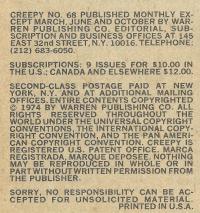 CREEPY NO. 68 PUBLISHED MONTHLY EX-
CEPT MARCH, JUNE AND OCTOBER BY WAR-
REN PUBLISHING CO. EDITORIAL, SUB-
SCRIPTION AND BUSINESS OFFICES AT 145
EAST 32nd STREET, N.Y. 10016. TELEPHONE:
(212) 683-6050.
SUBSCRIPTIONS: 9 ISSUES FOR $10.00 IN
THE U.S.; CANADA AND ELSEWHERE $12.00.
SECOND-CLASS POSTAGE PAID AT NEW
YORK, N.Y. AND AT ADDITIONAL MAILING
OFFICES. ENTIRE CONTENTS COPYRIGHTED
© 1974 BY WARREN PUBLISHING CO. ALL
RIGHTS RESERVED THROUGHOUT THE
WORLD UNDER THE UNIVERSAL COPYRIGHT
CONVENTIONS, THE INTERNATIONAL COPY-
RIGHT CONVENTION, AND THE PAN AMERI-
CAN COPYRIGHT CONVENTION. CREEPY IS
REGISTERED U.S. PATENT OFFICE. MARCA
REGISTRADA, MARQUE DEPOSEE. NOTHING
MAY BE REPRODUCED IN WHOLE OR IN
PART WITHOUT WRITTEN PERMISSION FROM
THE PUBLISHER.
SORRY, NO RESPONSIBILITY CAN BE AC-
CEPTED FOR UNSOLICITED MATERIAL.
PRINTED IN U.S.A.